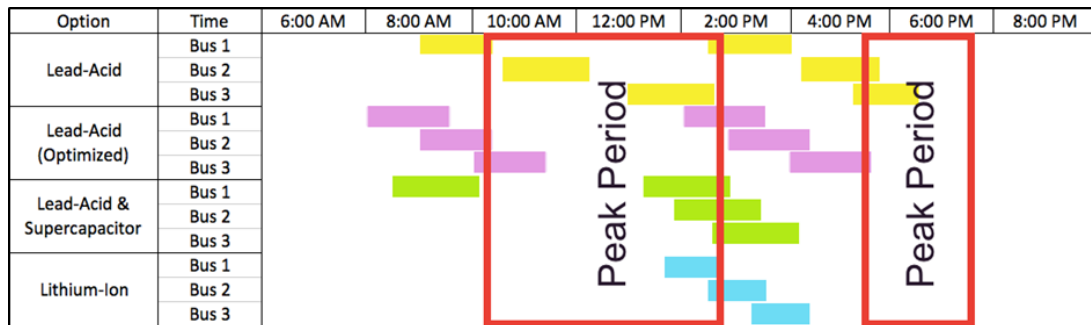 Option Time 6:00 AM 8:00 AM 10:00 AM 12:00 PM 2:00 PM 4:00 PM 6:00 PM 8:00 PM
Lead-Acid
Bus 1
Bus 2
Bus 3
Lead-Acid
(Optimized)
Bus 1
Bus 2
Bus 3
Lead-Acid &
Supercapacitor
Bus 1
Bus 2
Bus 3
Lithium-Ion
Bus 1
Bus 2
Bus 3
Peak Period
Peak Period